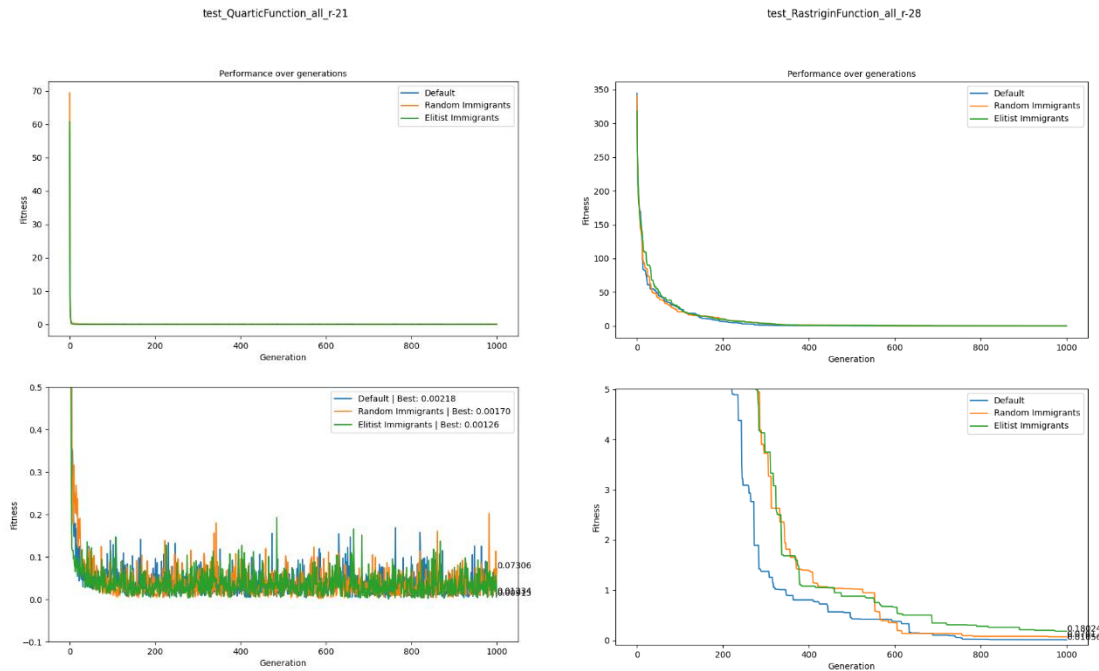 test_QuarticFunction_all_r-21
test_RastriginFunction_all_r-28
Performance over generations
70
60
50
40
30
20
10
0
Fitness
Default
Random Immigrants
Elitist Immigrants
0 200 400 600 800 1000
Generation
Performance over generations
350
300
250
200
150
100
50
0
Fitness
Default
Random Immigrants
Elitist Immigrants
0 200 400 600 800 1000
Generation
0.5
0.4
0.3
0.2
0.1
0.0
−0.1
Fitness
Default | Best: 0.00218
Random Immigrants | Best: 0.00170
Elitist Immigrants | Best: 0.00126
0.07306
0 200 400 600 800 1000
Generation
5
4
3
2
1
0
Fitness
Default
Random Immigrants
Elitist Immigrants
0.18024
0 200 400 600 800 1000
Generation